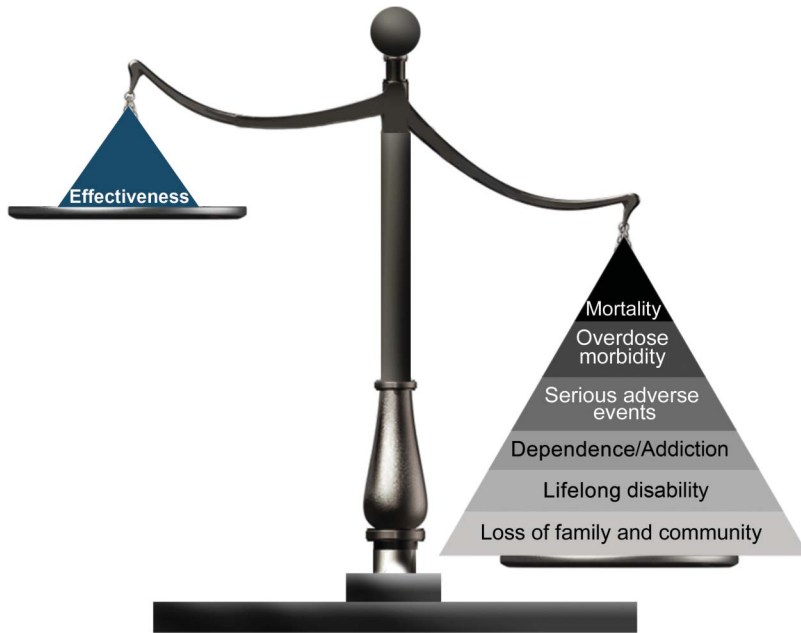 Effectiveness
Mortality
Overdose
morbidity
Serious adverse
events
Dependence/Addiction
Lifelong disability
Loss of family and community